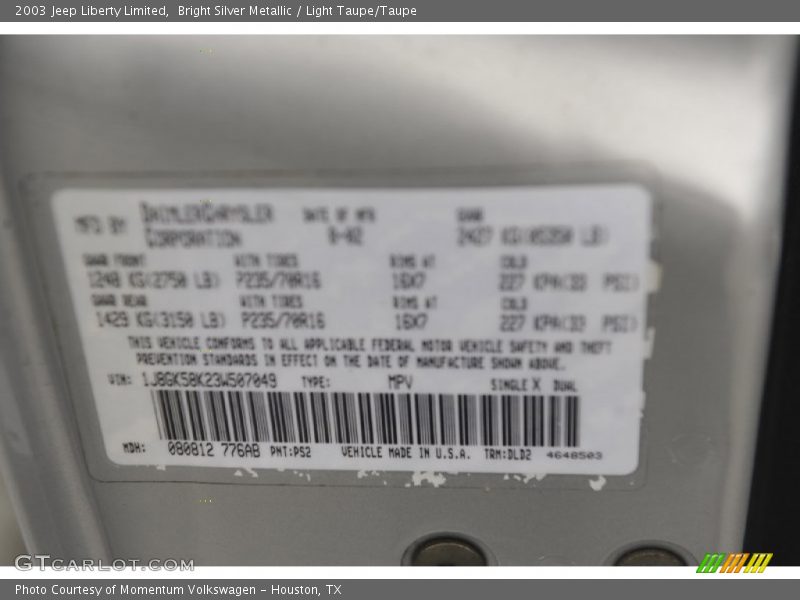 2003 Jeep Liberty Limited, Bright Silver Metallic / Light Taupe/Taupe
MFD BY DAIMLERCHRYSLER CORPORATION DATE OF MFR 8-02 GAWR 2427 KG(05350 LB)
GAWR FRONT WITH TIRES RIMS AT COLD
1248 KG(2750 LB) P235/70R16 16X7 227 KPA(33 PSI)
GAWR REAR WITH TIRES RIMS AT COLD
1429 KG(3150 LB) P235/70R16 16X7 227 KPA(33 PSI)
THIS VEHICLE CONFORMS TO ALL APPLICABLE FEDERAL MOTOR VEHICLE SAFETY AND THEFT
PREVENTION STANDARDS IN EFFECT ON THE DATE OF MANUFACTURE SHOWN ABOVE.
VIN: 1J8GK58K23W507049 TYPE: MPV SINGLE X DUAL
MDH: 080812 776AB PNT:PS2 VEHICLE MADE IN U.S.A. TRM:DLD2 4648503
GTCARLOT.COM
Photo Courtesy of Momentum Volkswagen - Houston, TX